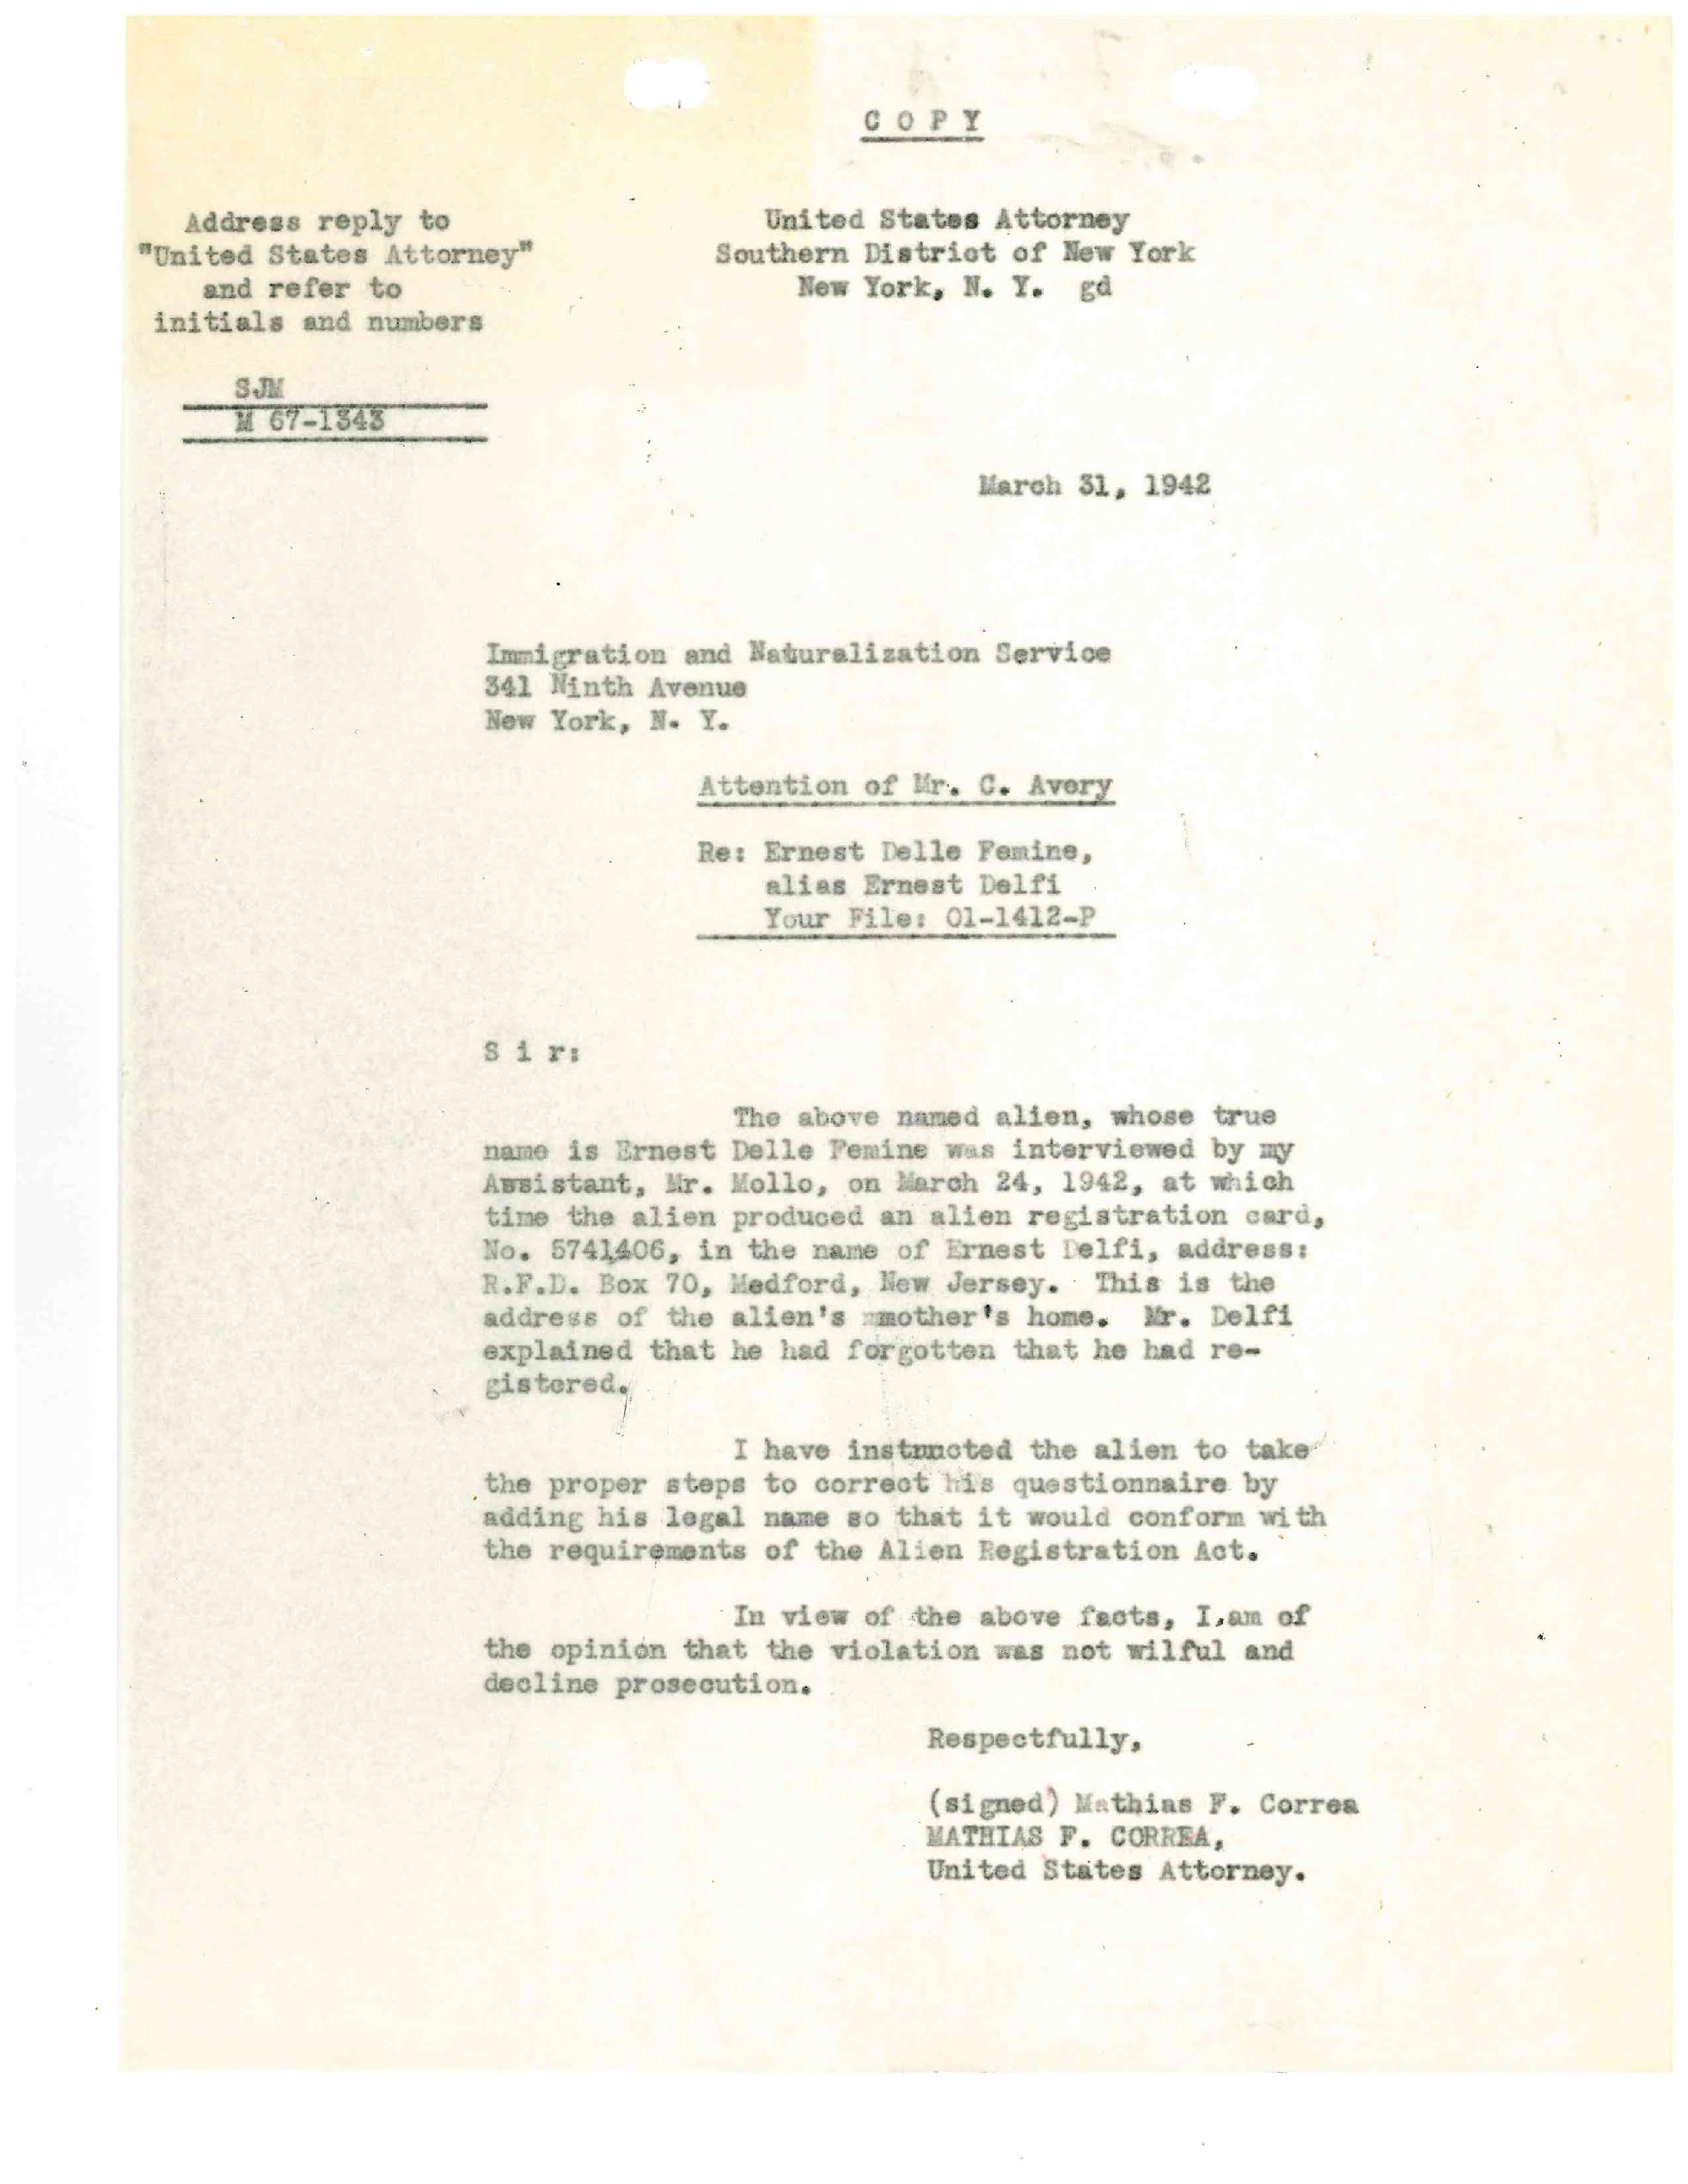 C O P Y
Address reply to
"United States Attorney"
and refer to
initials and numbers
SJM
M 67-1343
United States Attorney
Southern District of New York
New York, N. Y. gd
March 31, 1942
Immigration and Naturalization Service
341 Ninth Avenue
New York, N. Y.
Attention of Mr. C. Avery
Re: Ernest Delle Femine,
alias Ernest Delfi
Your File: 01-1412-P
S i r:
The above named alien, whose true
name is Ernest Delle Femine was interviewed by my
Assistant, Mr. Mollo, on March 24, 1942, at which
time the alien produced an alien registration card,
No. 5741406, in the name of Ernest Delfi, address:
R.F.D. Box 70, Medford, New Jersey. This is the
address of the alien's mother's home. Mr. Delfi
explained that he had forgotten that he had re-
gistered.
I have instructed the alien to take
the proper steps to correct his questionnaire by
adding his legal name so that it would conform with
the requirements of the Alien Registration Act.
In view of the above facts, I am of
the opinion that the violation was not wilful and
decline prosecution.
Respectfully,
(signed) Mathias F. Correa
MATHIAS F. CORREA,
United States Attorney.